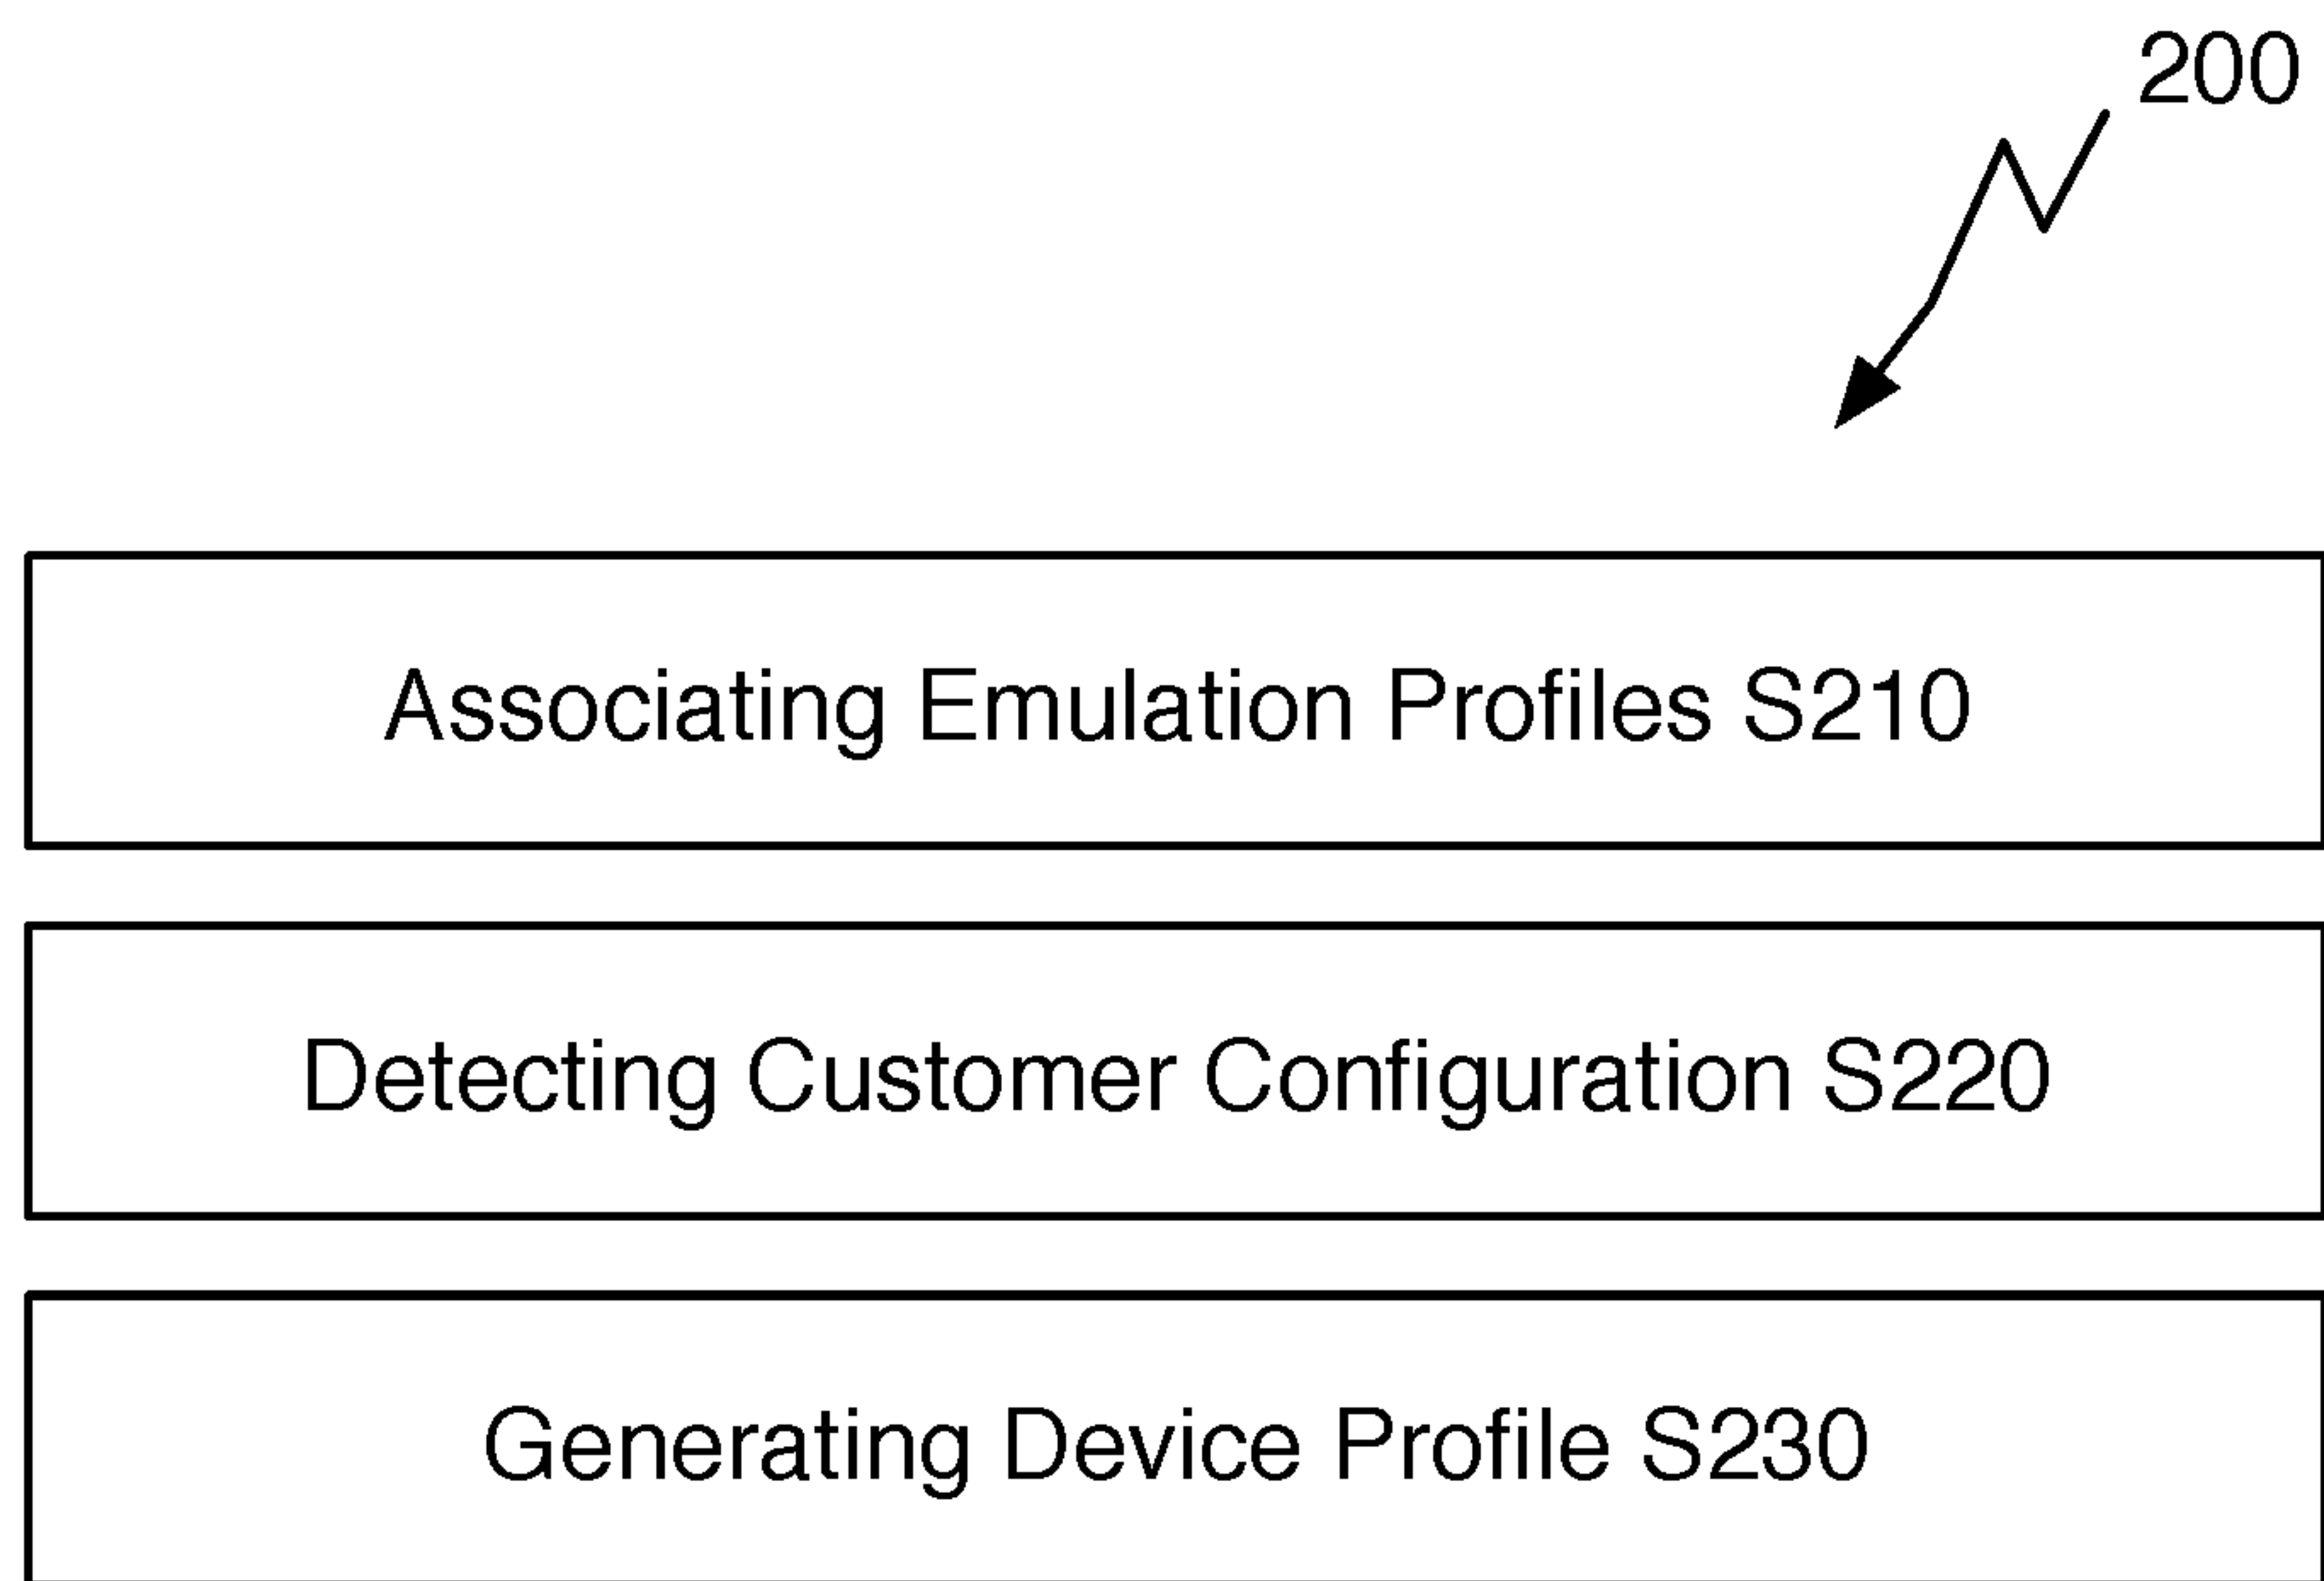 200
Associating Emulation Profiles S210
Detecting Customer Configuration S220
Generating Device Profile S230